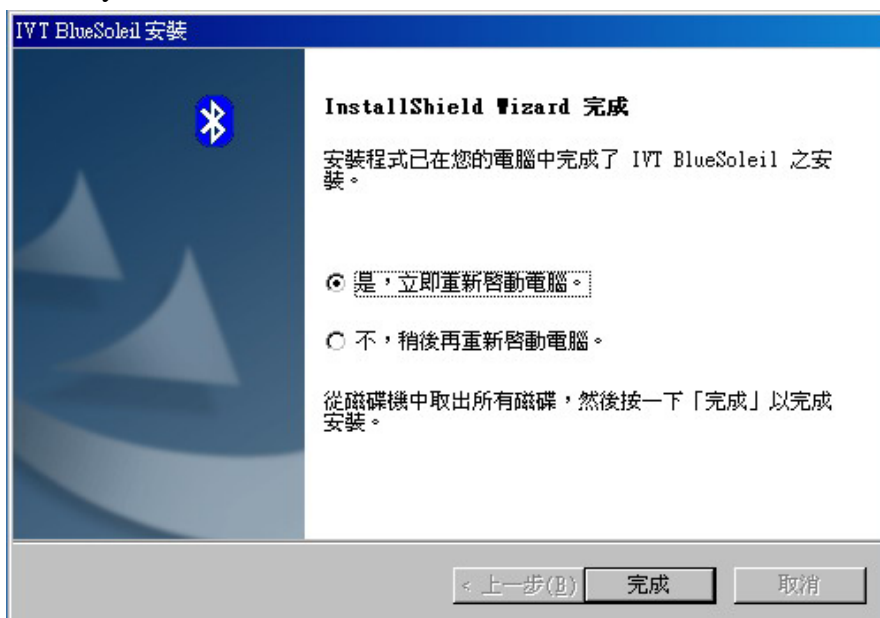 IVT BlueSoleil 安裝
InstallShield Wizard 完成
安裝程式已在您的電腦中完成了 IVT BlueSoleil 之安
裝。
是，立即重新啓動電腦。
不，稍後再重新啓動電腦。
從磁碟機中取出所有磁碟，然後按一下「完成」以完成
安裝。
< 上一步(B)
完成
取消